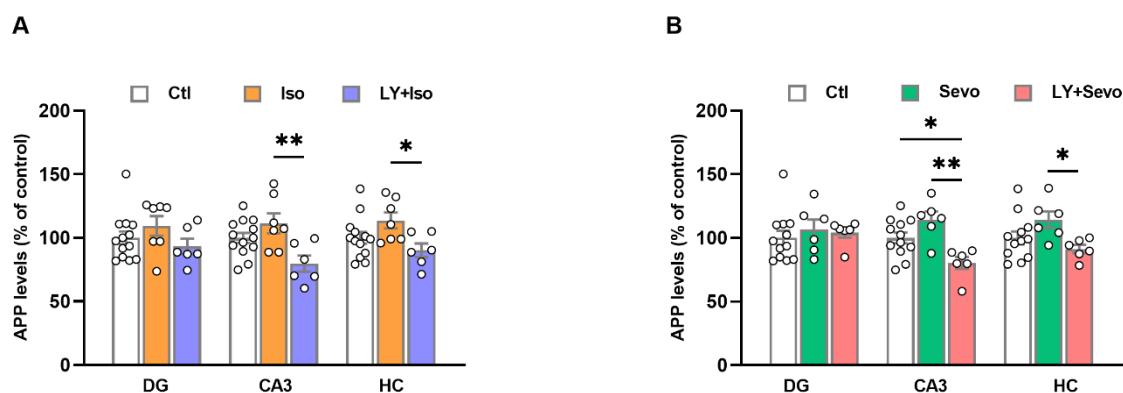 A
Ctl Iso LY+Iso
APP levels (% of control)
200
150
100
50
0
** *
DG CA3 HC
B
Ctl Sevo LY+Sevo
APP levels (% of control)
200
150
100
50
0
*
** *
DG CA3 HC